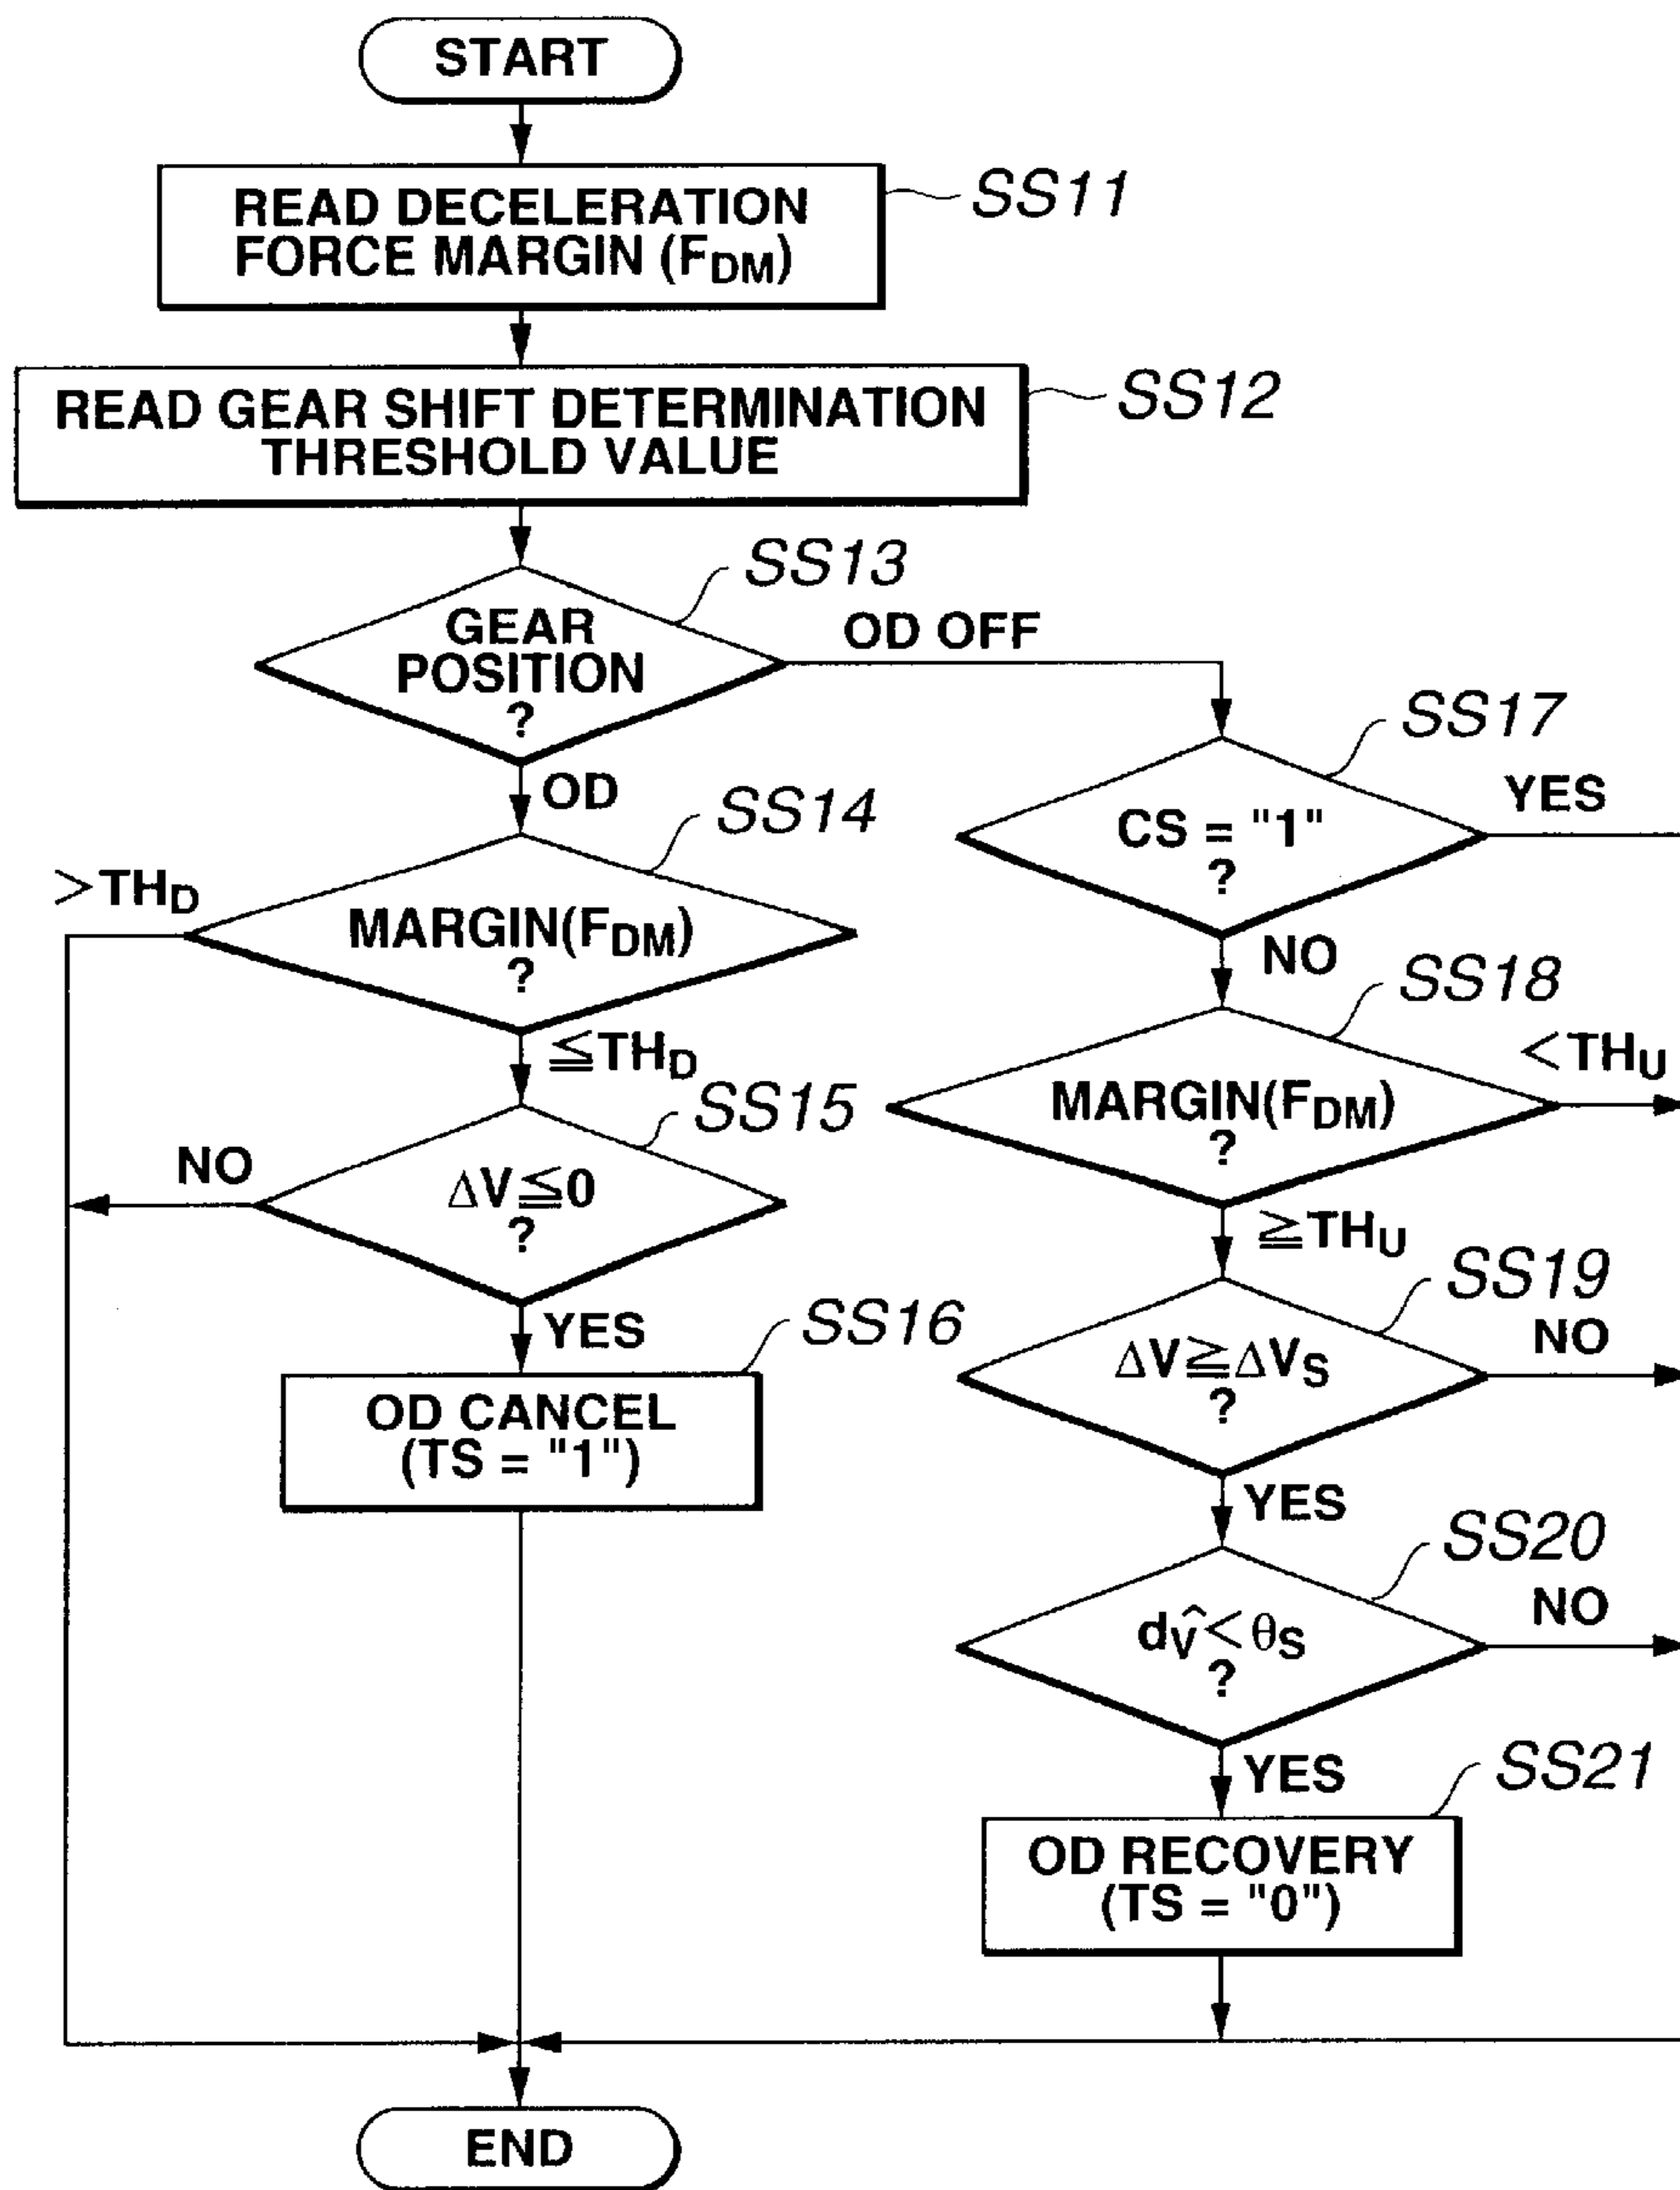 START
READ DECELERATION
FORCE MARGIN (FDM)
SS11
READ GEAR SHIFT DETERMINATION
THRESHOLD VALUE
SS12
GEAR
POSITION
?
SS13
OD OFF
OD
MARGIN(FDM)
?
SS14
>THD
≦THD
ΔV≦0
?
SS15
NO
YES
OD CANCEL
(TS = "1")
SS16
CS = "1"
?
SS17
YES
NO
MARGIN(FDM)
?
SS18
<THU
≧THU
ΔV≧ΔVS
?
SS19
NO
YES
dV̂<θS
?
SS20
NO
YES
OD RECOVERY
(TS = "0")
SS21
END